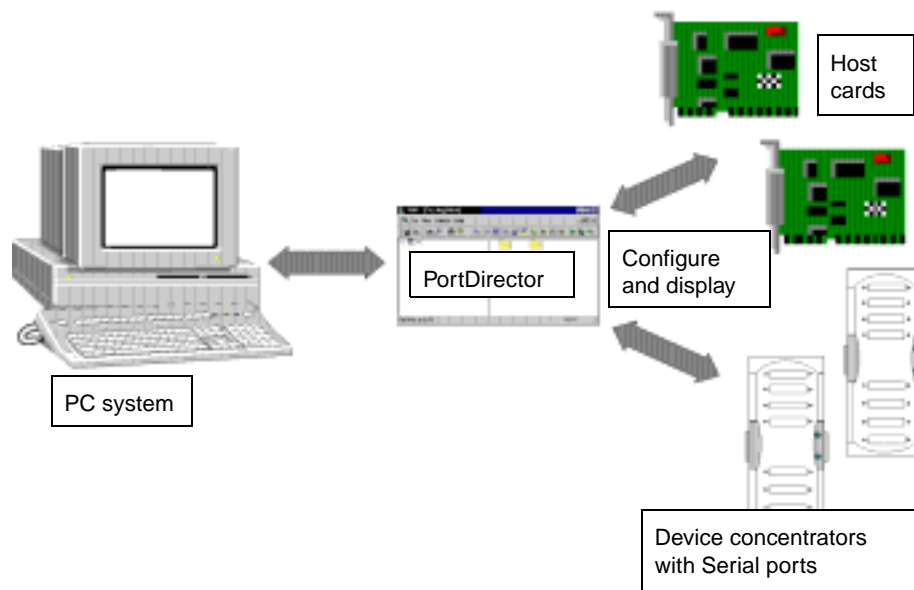 Host
cards
Configure
and display
PortDirector
PC system
Device concentrators
with Serial ports